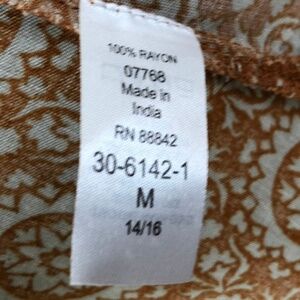 100% RAYON
07768
Made in
India
RN 88842
30-6142-1
M
14/16